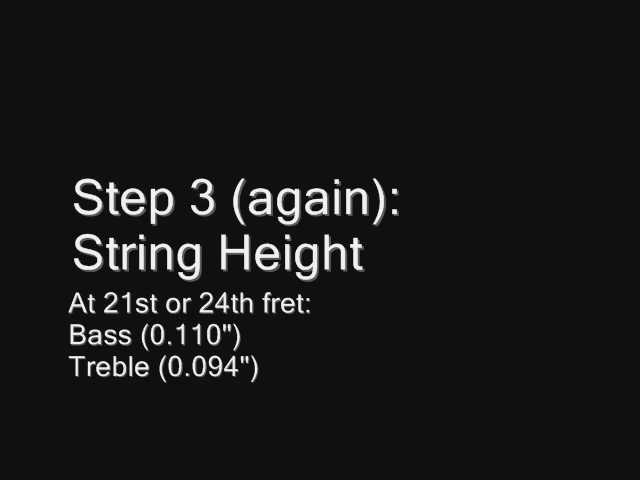 Step 3 (again):
String Height
At 21st or 24th fret:
Bass (0.110")
Treble (0.094")